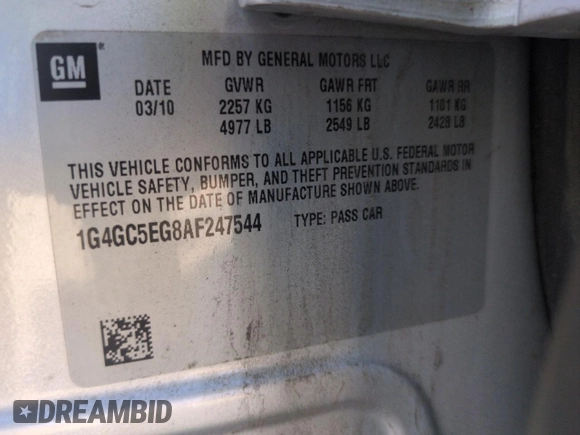 GM
MFD BY GENERAL MOTORS LLC
DATE GVWR GAWR FRT GAWR RR
03/10 2257 KG 1156 KG 1101 KG
4977 LB 2549 LB 2428 LB
THIS VEHICLE CONFORMS TO ALL APPLICABLE U.S. FEDERAL MOTOR
VEHICLE SAFETY, BUMPER, AND THEFT PREVENTION STANDARDS IN
EFFECT ON THE DATE OF MANUFACTURE SHOWN ABOVE.
1G4GC5EG8AF247544 TYPE: PASS CAR
DREAMBID